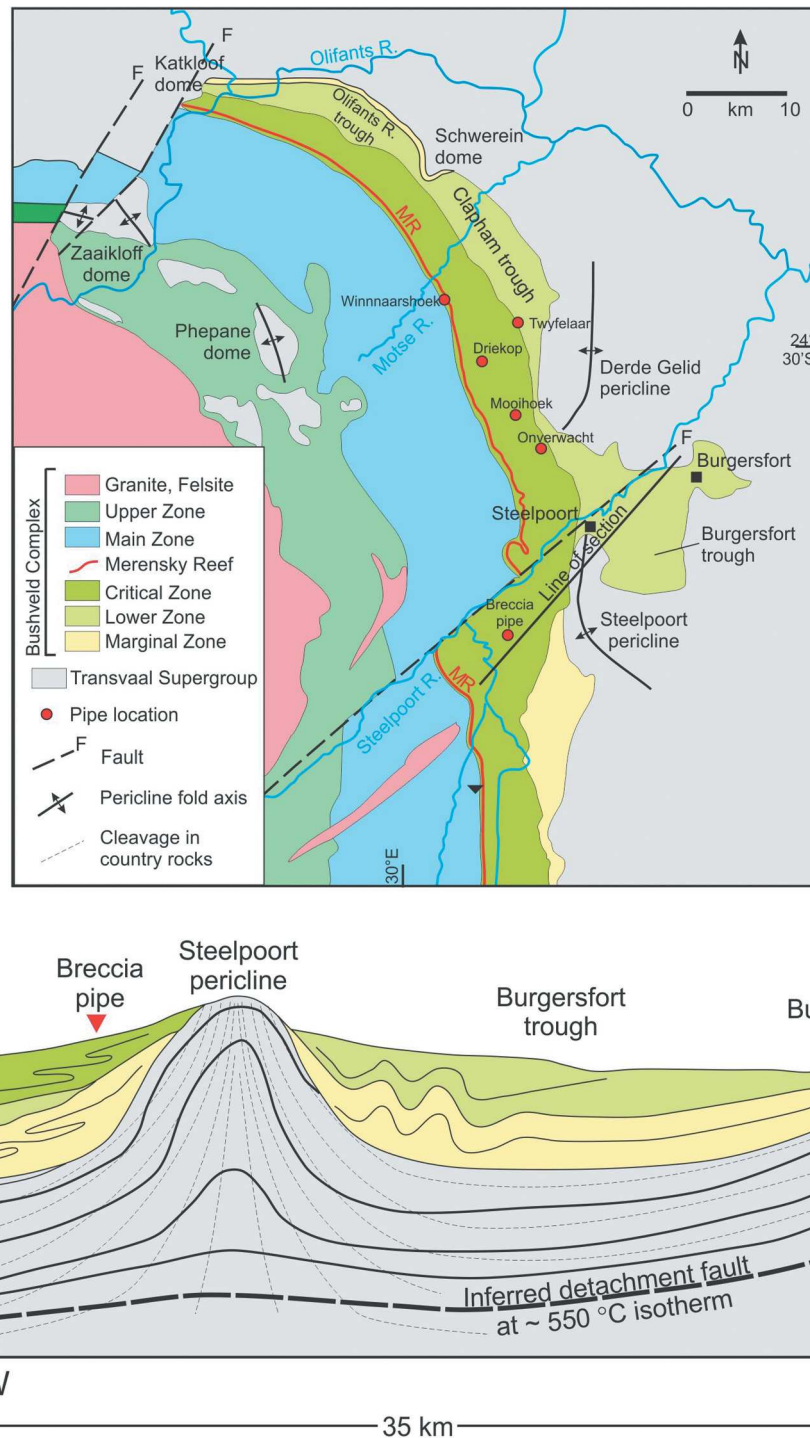 F
F
Katkloof
dome
Olifants R.
N
0 km 10
Olifants R.
trough
Schwerein
dome
MR
Clapham trough
Zaaikloff
dome
Winnnaarshoek
Twyfelaar
Phepane
dome
Motse R.
Driekop
24°
30'S
Derde Gelid
pericline
Mooihoek
Onverwacht
F
Burgersfort
Steelpoort
Line of section
Burgersfort
trough
Breccia
pipe
Steelpoort
pericline
MR
Steelpoort R.
30°E
Bushveld Complex
Granite, Felsite
Upper Zone
Main Zone
Merensky Reef
Critical Zone
Lower Zone
Marginal Zone
Transvaal Supergroup
Pipe location
F
Fault
Pericline fold axis
Cleavage in
country rocks
Breccia
pipe
Steelpoort
pericline
Burgersfort
trough
Bu
Inferred detachment fault
at ~ 550 °C isotherm
35 km